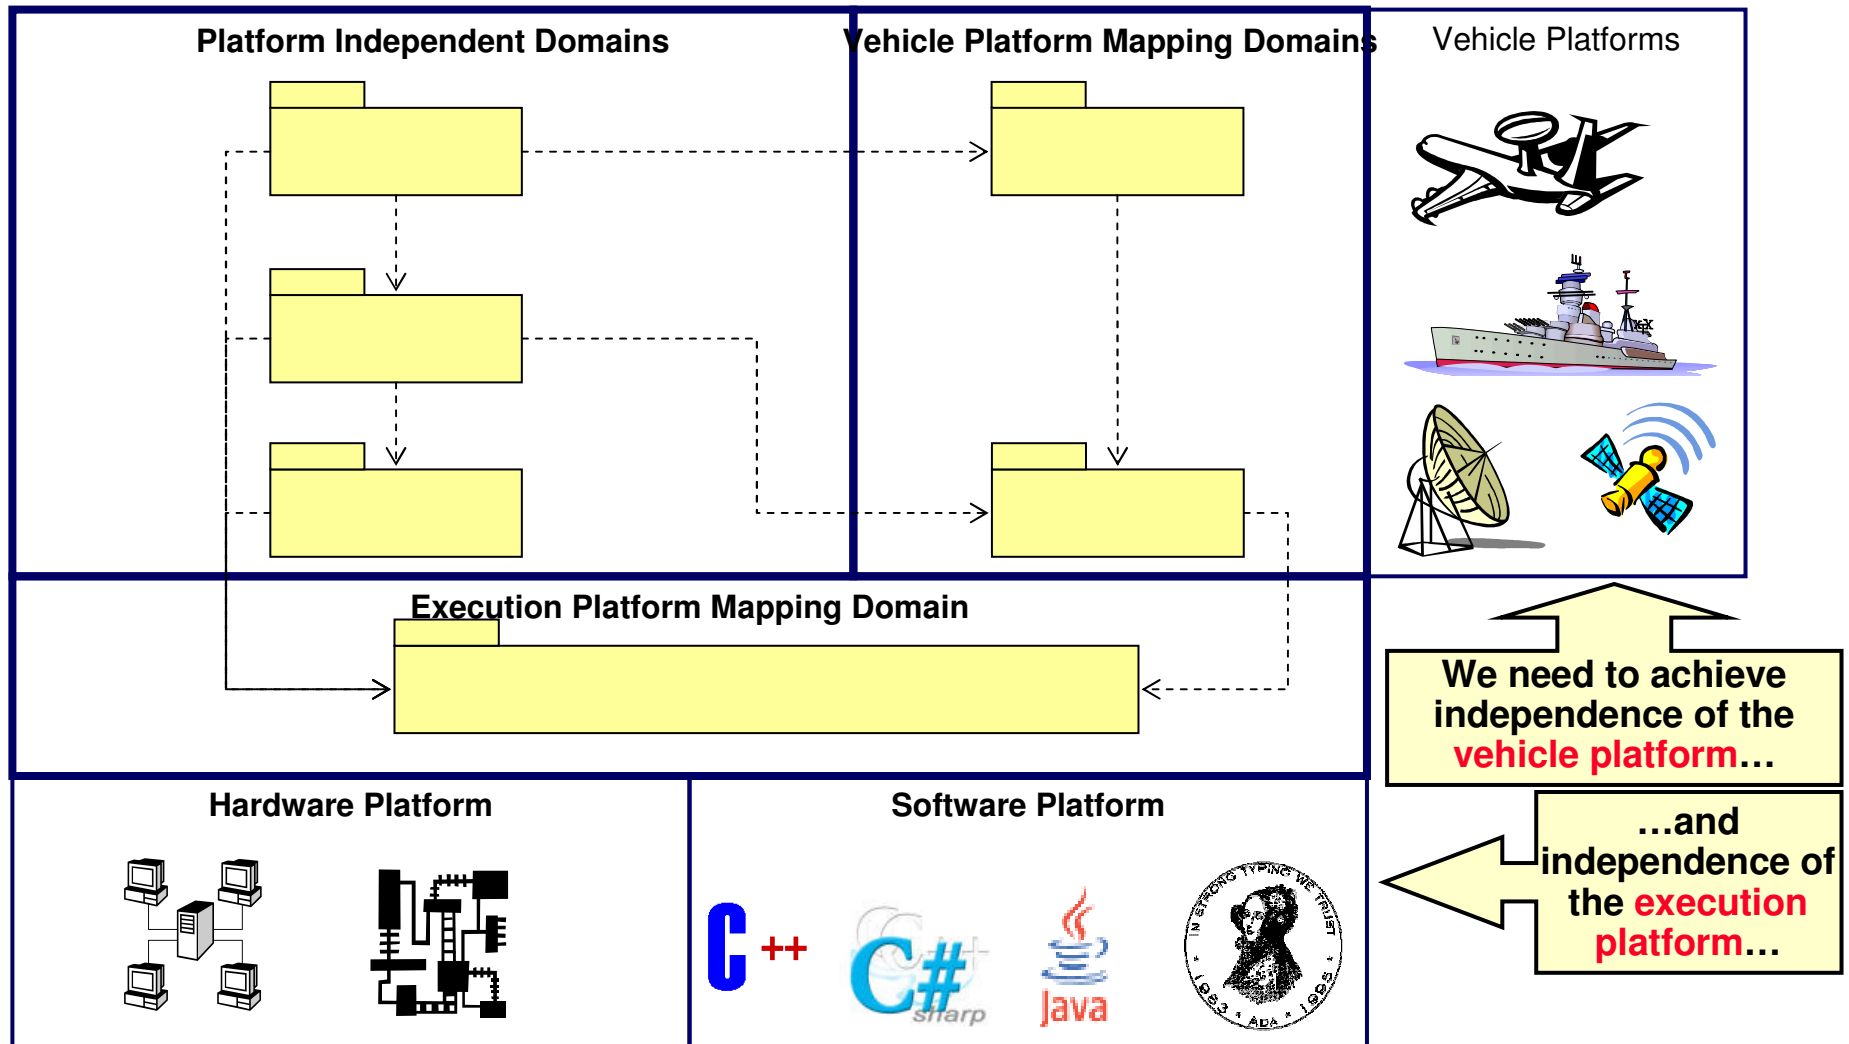 Platform Independent Domains
Vehicle Platform Mapping Domains
Vehicle Platforms
Execution Platform Mapping Domain
We need to achieve
independence of the
vehicle platform…
…and
independence of
the execution
platform…
Hardware Platform
Software Platform
C ++
C#
sharp
Java
IN STRONG TYPING WE TRUST
* 1983 * ADA * 1995 *